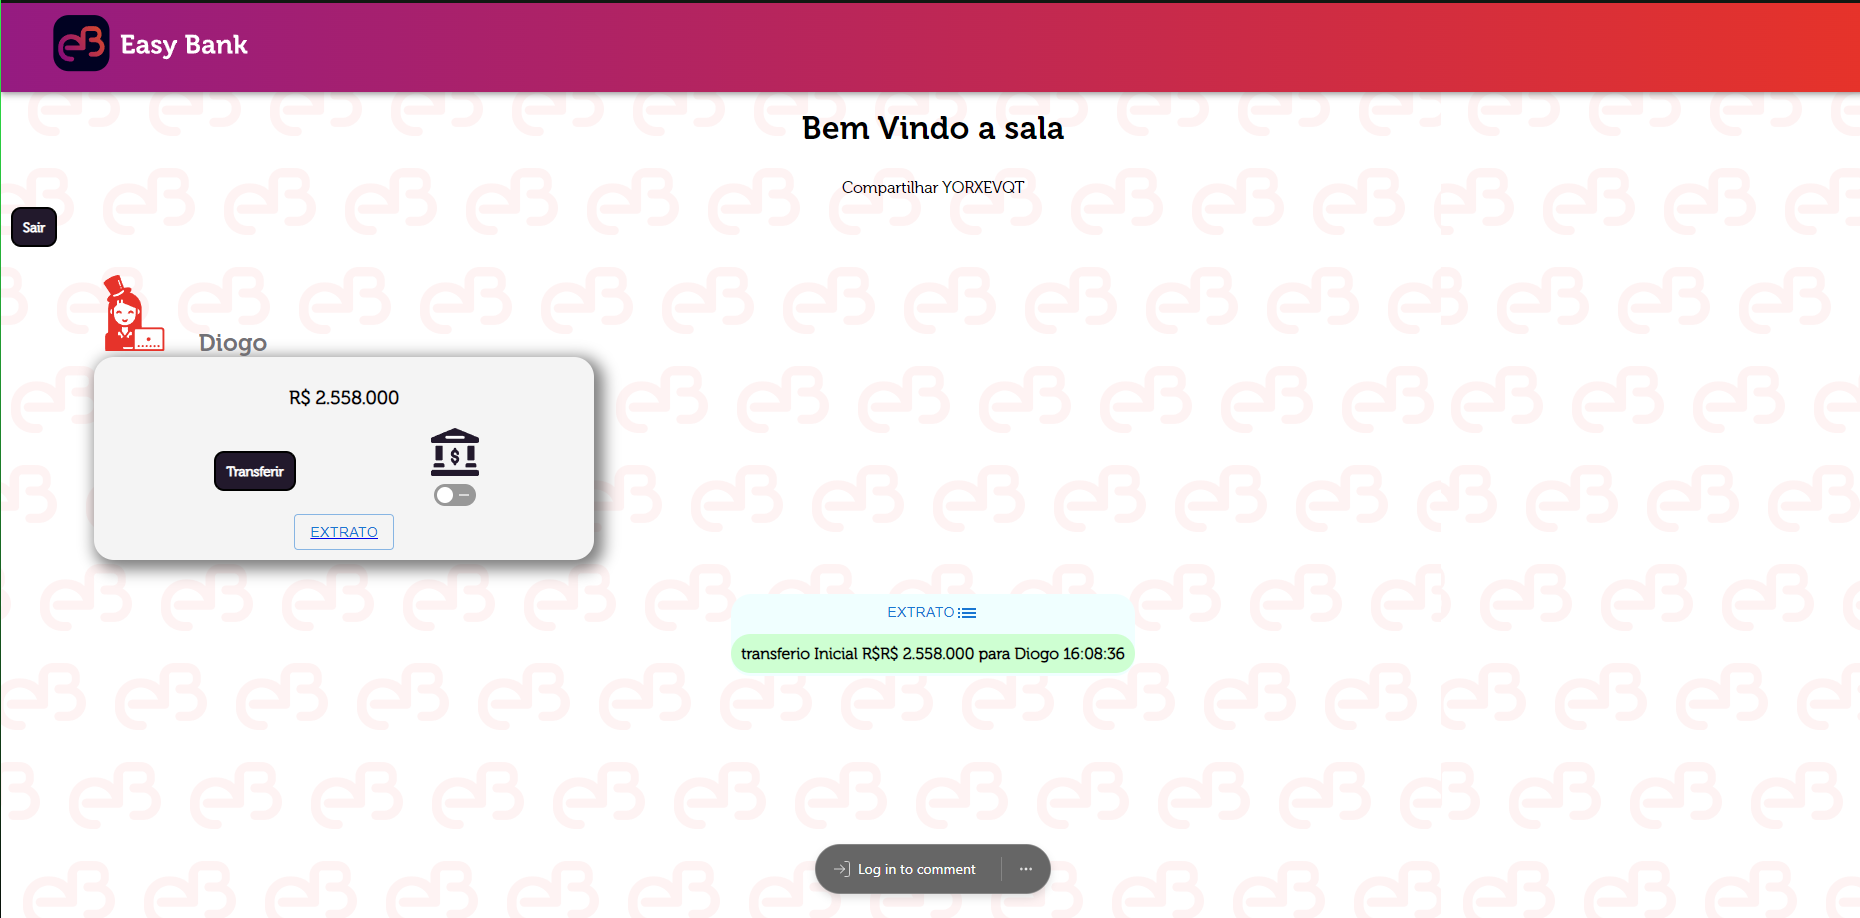 eB Easy Bank
Bem Vindo a sala
Compartilhar YORXEVQT
Sair
Diogo
R$ 2.558.000
Transferir
EXTRATO
EXTRATO
transferio Inicial R$R$ 2.558.000 para Diogo 16:08:36
Log in to comment